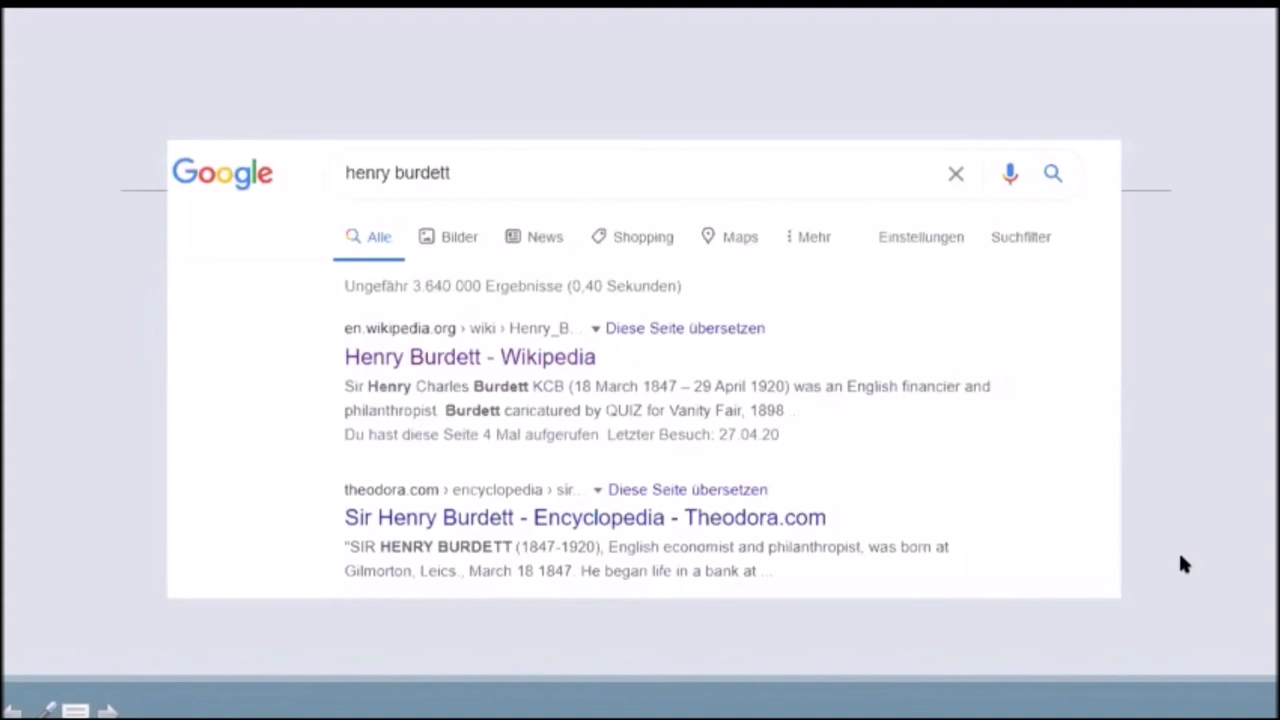 Google
henry burdett
Alle Bilder News Shopping Maps Mehr Einstellungen Suchfilter
Ungefähr 3.640 000 Ergebnisse (0,40 Sekunden)
en.wikipedia.org › wiki › Henry_B... Diese Seite übersetzen
Henry Burdett - Wikipedia
Sir Henry Charles Burdett KCB (18 March 1847 – 29 April 1920) was an English financier and
philanthropist. Burdett caricatured by QUIZ for Vanity Fair, 1898 ...
Du hast diese Seite 4 Mal aufgerufen. Letzter Besuch: 27.04.20
theodora.com › encyclopedia › sir... Diese Seite übersetzen
Sir Henry Burdett - Encyclopedia - Theodora.com
"SIR HENRY BURDETT (1847-1920), English economist and philanthropist, was born at
Gilmorton, Leics., March 18 1847. He began life in a bank at ...